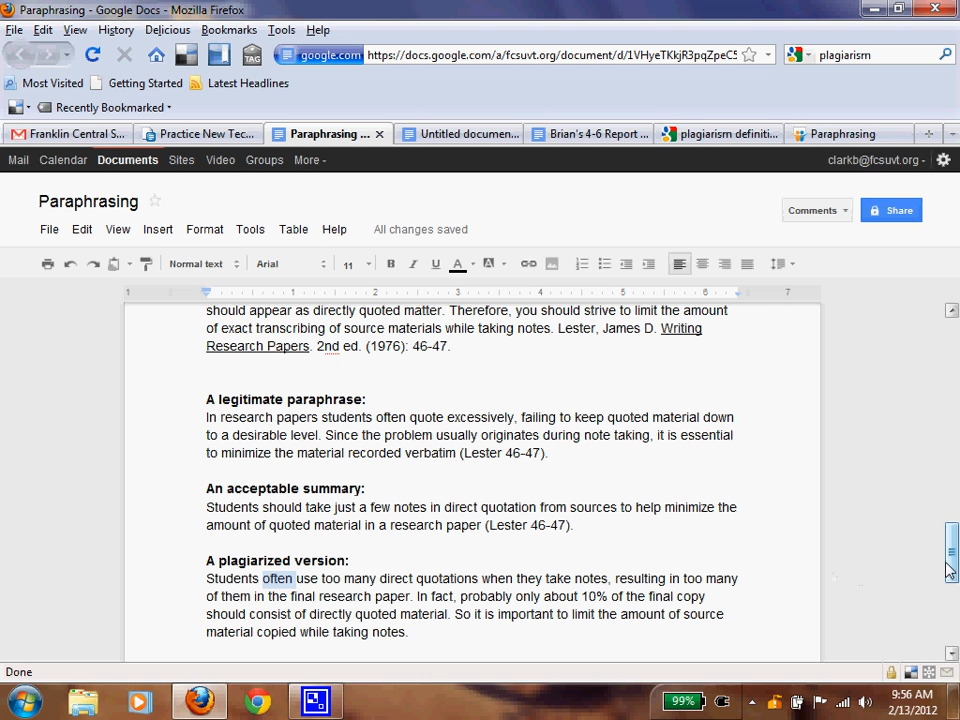 Paraphrasing - Google Docs - Mozilla Firefox
File Edit View History Delicious Bookmarks Tools Help
TAG google.com https://docs.google.com/a/fcsuvt.org/document/d/1VHyeTKkjR3pqZpeC5 plagiarism
Most Visited Getting Started Latest Headlines
Recently Bookmarked
Franklin Central S... Practice New Tec... Paraphrasing ... Untitled documen... Brian's 4-6 Report ... plagiarism definiti... Paraphrasing
Mail Calendar Documents Sites Video Groups More clarkb@fcsuvt.org
Paraphrasing Comments Share
File Edit View Insert Format Tools Table Help All changes saved
Normal text Arial 11 B I U A A
1 1 2 3 4 5 6 7
should appear as directly quoted matter. Therefore, you should strive to limit the amount
of exact transcribing of source materials while taking notes. Lester, James D. Writing
Research Papers. 2nd ed. (1976): 46-47.
A legitimate paraphrase:
In research papers students often quote excessively, failing to keep quoted material down
to a desirable level. Since the problem usually originates during note taking, it is essential
to minimize the material recorded verbatim (Lester 46-47).
An acceptable summary:
Students should take just a few notes in direct quotation from sources to help minimize the
amount of quoted material in a research paper (Lester 46-47).
A plagiarized version:
Students often use too many direct quotations when they take notes, resulting in too many
of them in the final research paper. In fact, probably only about 10% of the final copy
should consist of directly quoted material. So it is important to limit the amount of source
material copied while taking notes.
Done
99% 9:56 AM
2/13/2012